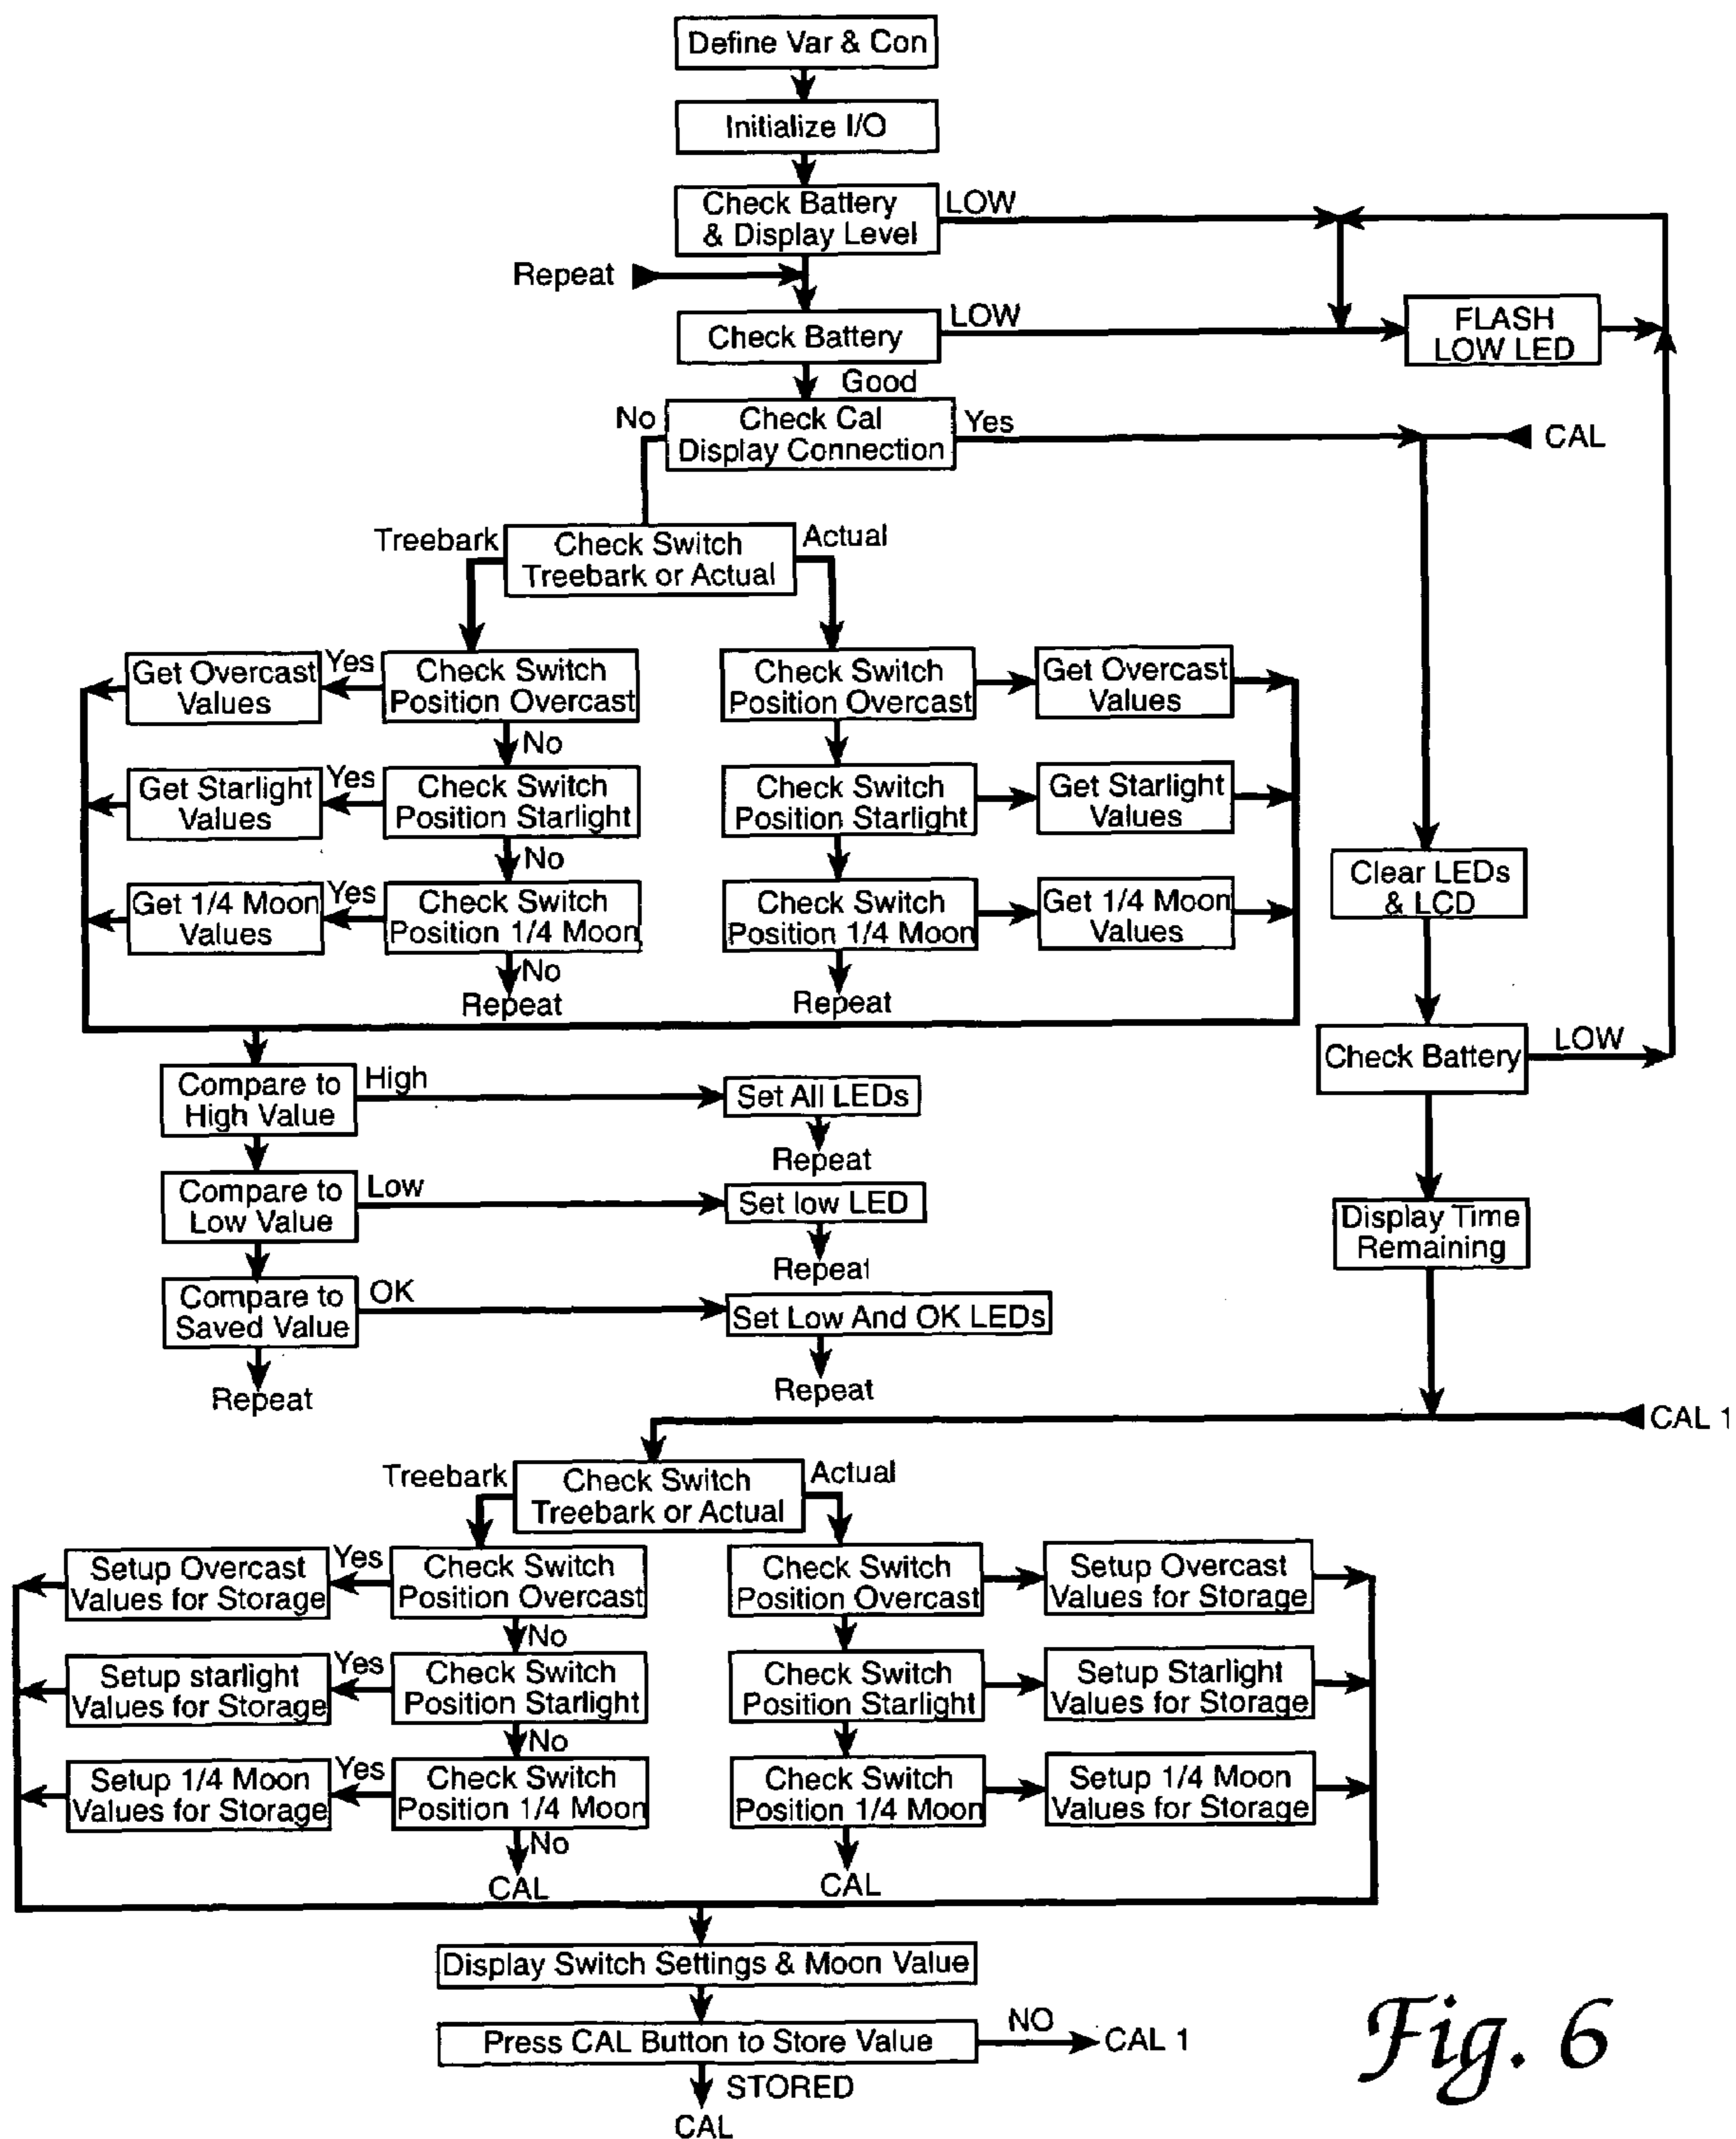 Define Var & Con
Initialize I/O
Check Battery
& Display Level
LOW
Repeat
Check Battery
LOW
FLASH
LOW LED
Good
No
Check Cal
Display Connection
Yes
CAL
Treebark
Check Switch
Treebark or Actual
Actual
Get Overcast
Values
Yes
Check Switch
Position Overcast
Check Switch
Position Overcast
Get Overcast
Values
No
Get Starlight
Values
Yes
Check Switch
Position Starlight
Check Switch
Position Starlight
Get Starlight
Values
No
Get 1/4 Moon
Values
Yes
Check Switch
Position 1/4 Moon
Check Switch
Position 1/4 Moon
Get 1/4 Moon
Values
Clear LEDs
& LCD
No
Repeat
Repeat
Check Battery
LOW
Compare to
High Value
High
Set All LEDs
Repeat
Compare to
Low Value
Low
Set low LED
Repeat
Display Time
Remaining
Compare to
Saved Value
OK
Set Low And OK LEDs
Repeat
Repeat
CAL 1
Treebark
Check Switch
Treebark or Actual
Actual
Setup Overcast
Values for Storage
Yes
Check Switch
Position Overcast
Check Switch
Position Overcast
Setup Overcast
Values for Storage
No
Setup starlight
Values for Storage
Yes
Check Switch
Position Starlight
Check Switch
Position Starlight
Setup Starlight
Values for Storage
No
Setup 1/4 Moon
Values for Storage
Yes
Check Switch
Position 1/4 Moon
Check Switch
Position 1/4 Moon
Setup 1/4 Moon
Values for Storage
No
CAL
CAL
Display Switch Settings & Moon Value
Press CAL Button to Store Value
NO
CAL 1
STORED
CAL
Fig. 6